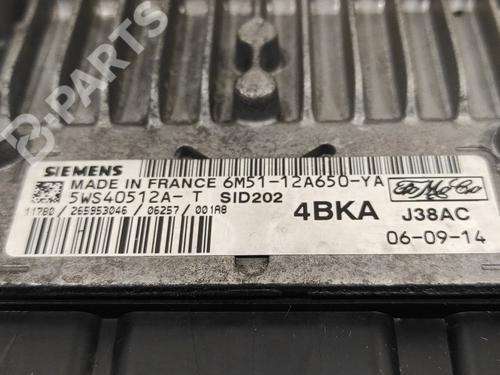 B-PARTS
SIEMENS
MADE IN FRANCE 6M51-12A650-YA
5WS40512A-T SID202
11780 / 265953046 / 06257 / 001A8
4BKA
FoMoCo
J38AC
06-09-14